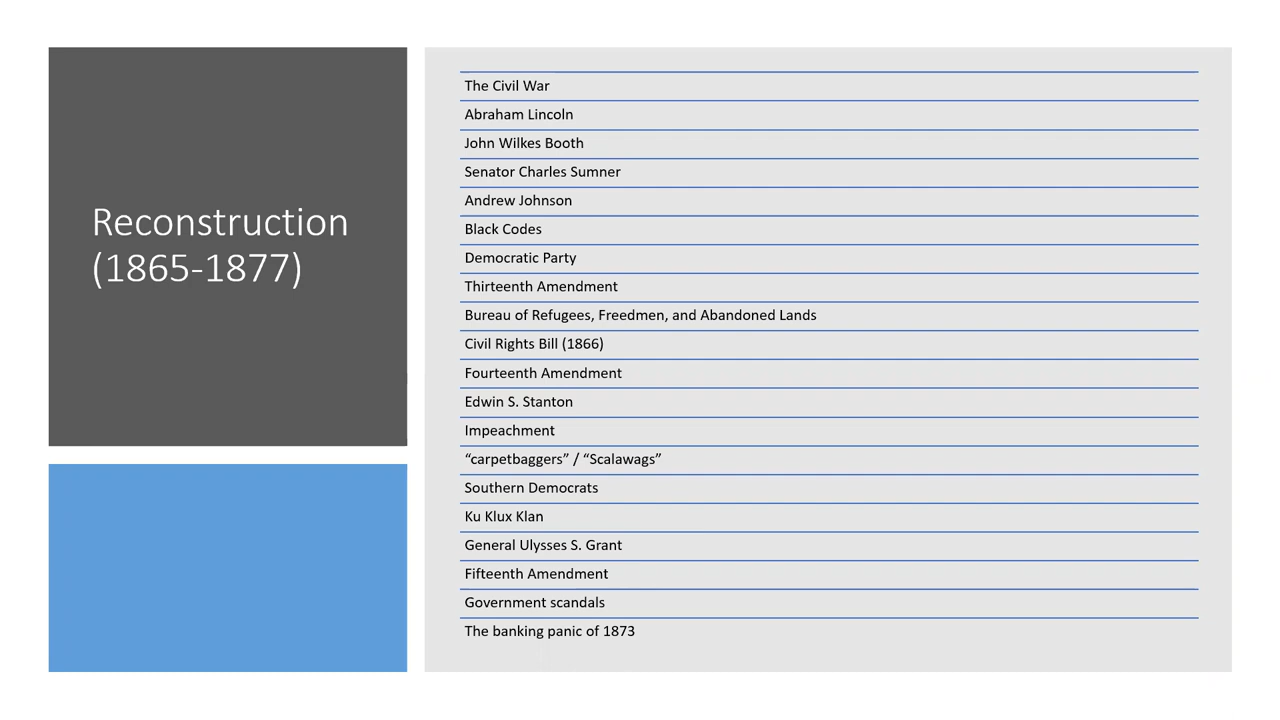 Reconstruction
(1865-1877)
The Civil War
Abraham Lincoln
John Wilkes Booth
Senator Charles Sumner
Andrew Johnson
Black Codes
Democratic Party
Thirteenth Amendment
Bureau of Refugees, Freedmen, and Abandoned Lands
Civil Rights Bill (1866)
Fourteenth Amendment
Edwin S. Stanton
Impeachment
“carpetbaggers” / “Scalawags”
Southern Democrats
Ku Klux Klan
General Ulysses S. Grant
Fifteenth Amendment
Government scandals
The banking panic of 1873